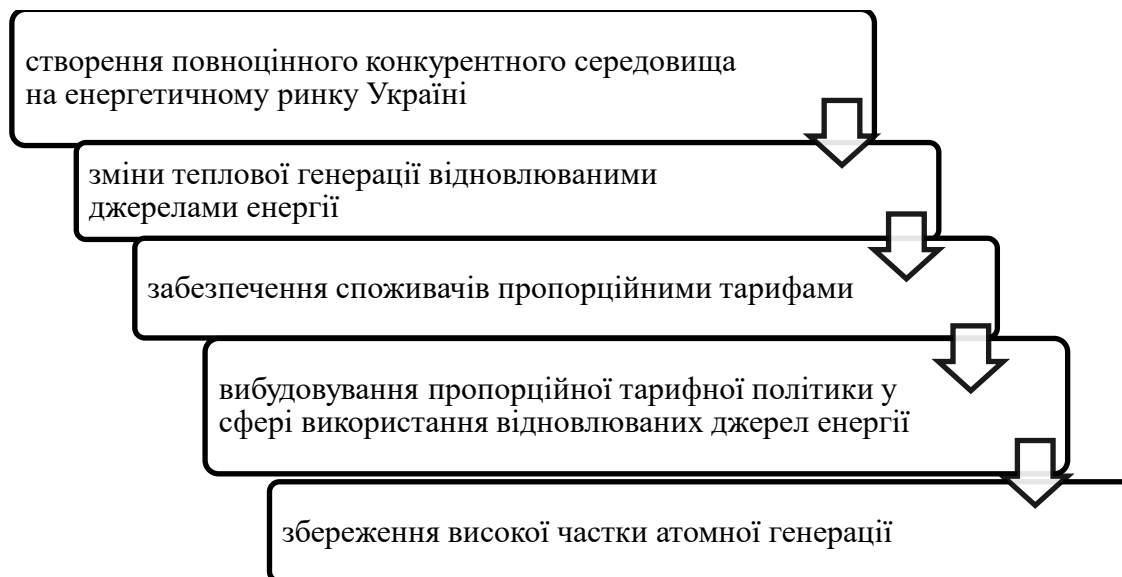 створення повноцінного конкурентного середовища
на енергетичному ринку Україні
зміни теплової генерації відновлюваними
джерелами енергії
забезпечення споживачів пропорційними тарифами
вибудовування пропорційної тарифної політики у
сфері використання відновлюваних джерел енергії
збереження високої частки атомної генерації